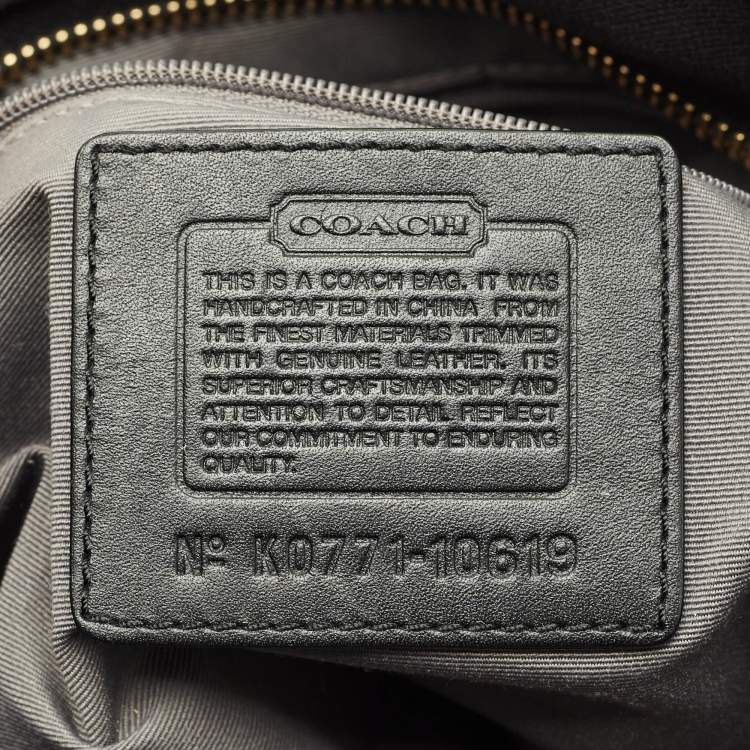 COACH
THIS IS A COACH BAG. IT WAS
HANDCRAFTED IN CHINA FROM
THE FINEST MATERIALS TRIMMED
WITH GENUINE LEATHER. ITS
SUPERIOR CRAFTSMANSHIP AND
ATTENTION TO DETAIL REFLECT
OUR COMMITMENT TO ENDURING
QUALITY.
Nº K0771-10619